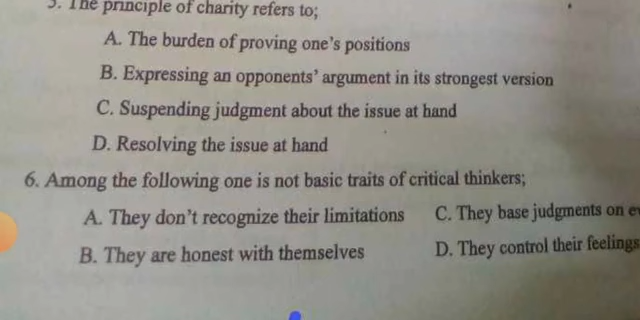 5. The principle of charity refers to;
A. The burden of proving one's positions
B. Expressing an opponents' argument in its strongest version
C. Suspending judgment about the issue at hand
D. Resolving the issue at hand
6. Among the following one is not basic traits of critical thinkers;
A. They don't recognize their limitations C. They base judgments on
B. They are honest with themselves D. They control their feelings